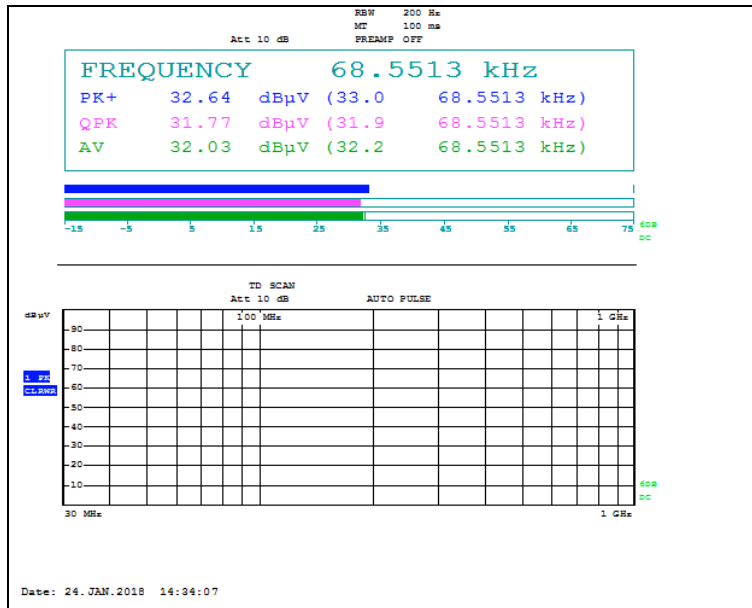 RBW 200 Hz
MT 100 ms
Att 10 dB PREAMP OFF
FREQUENCY 68.5513 kHz
PK+ 32.64 dBµV (33.0 68.5513 kHz)
QPK 31.77 dBµV (31.9 68.5513 kHz)
AV 32.03 dBµV (32.2 68.5513 kHz)
-15 -5 5 15 25 35 45 55 65 75
6DB
DC
TD SCAN
Att 10 dB AUTO PULSE
dBµV
100 MHz 1 GHz
90
80
70
1 PK
60
CLRWR
50
40
30
20
10
6DB
DC
30 MHz 1 GHz
Date: 24.JAN.2018 14:34:07